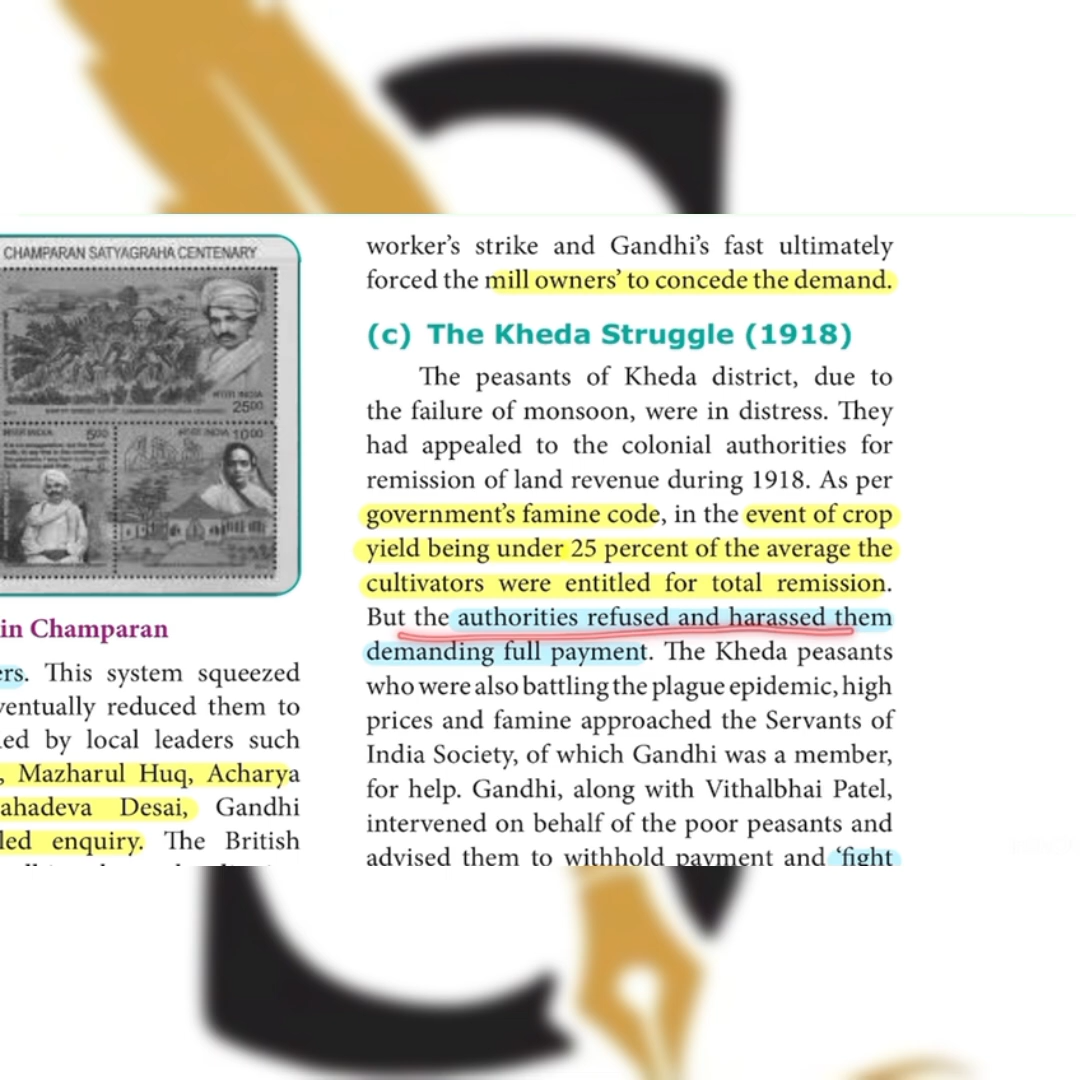 CHAMPARAN SATYAGRAHA CENTENARY
INDIA
2500
INDIA
500
INDIA 1000
in Champaran
ers. This system squeezed
ventually reduced them to
ed by local leaders such
, Mazharul Huq, Acharya
ahadeva Desai, Gandhi
led enquiry. The British
worker's strike and Gandhi's fast ultimately
forced the mill owners' to concede the demand.
(c) The Kheda Struggle (1918)
The peasants of Kheda district, due to
the failure of monsoon, were in distress. They
had appealed to the colonial authorities for
remission of land revenue during 1918. As per
government's famine code, in the event of crop
yield being under 25 percent of the average the
cultivators were entitled for total remission.
But the authorities refused and harassed them
demanding full payment. The Kheda peasants
who were also battling the plague epidemic, high
prices and famine approached the Servants of
India Society, of which Gandhi was a member,
for help. Gandhi, along with Vithalbhai Patel,
intervened on behalf of the poor peasants and
advised them to withhold payment and ‘fight